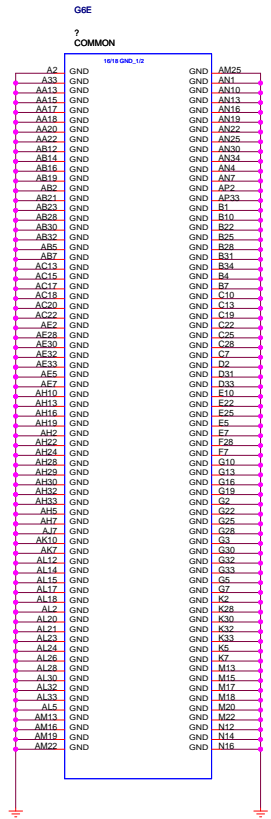 G6E
?
COMMON
16/18 GND_1/2
A2 GND GND AM25
A33 GND GND AN1
AA13 GND GND AN10
AA15 GND GND AN13
AA17 GND GND AN16
AA18 GND GND AN19
AA20 GND GND AN22
AA22 GND GND AN25
AB12 GND GND AN30
AB14 GND GND AN34
AB16 GND GND AN4
AB19 GND GND AN7
AB2 GND GND AP2
AB21 GND GND AP33
AB23 GND GND B1
AB28 GND GND B10
AB30 GND GND B22
AB32 GND GND B25
AB5 GND GND B28
AB7 GND GND B31
AC13 GND GND B34
AC15 GND GND B4
AC17 GND GND B7
AC18 GND GND C10
AC20 GND GND C13
AC22 GND GND C19
AE2 GND GND C22
AE28 GND GND C25
AE30 GND GND C28
AE32 GND GND C7
AE33 GND GND D2
AE5 GND GND D31
AE7 GND GND D33
AH10 GND GND E10
AH13 GND GND E22
AH16 GND GND E25
AH19 GND GND E5
AH2 GND GND E7
AH22 GND GND F28
AH24 GND GND F7
AH28 GND GND G10
AH29 GND GND G13
AH30 GND GND G16
AH32 GND GND G19
AH33 GND GND G2
AH5 GND GND G22
AH7 GND GND G25
AJ7 GND GND G28
AK10 GND GND G3
AK7 GND GND G30
AL12 GND GND G32
AL14 GND GND G33
AL15 GND GND G5
AL17 GND GND G7
AL18 GND GND K2
AL2 GND GND K28
AL20 GND GND K30
AL21 GND GND K32
AL23 GND GND K33
AL24 GND GND K5
AL26 GND GND K7
AL28 GND GND M13
AL30 GND GND M15
AL32 GND GND M17
AL33 GND GND M18
AL5 GND GND M20
AM13 GND GND M22
AM16 GND GND N12
AM19 GND GND N14
AM22 GND GND N16